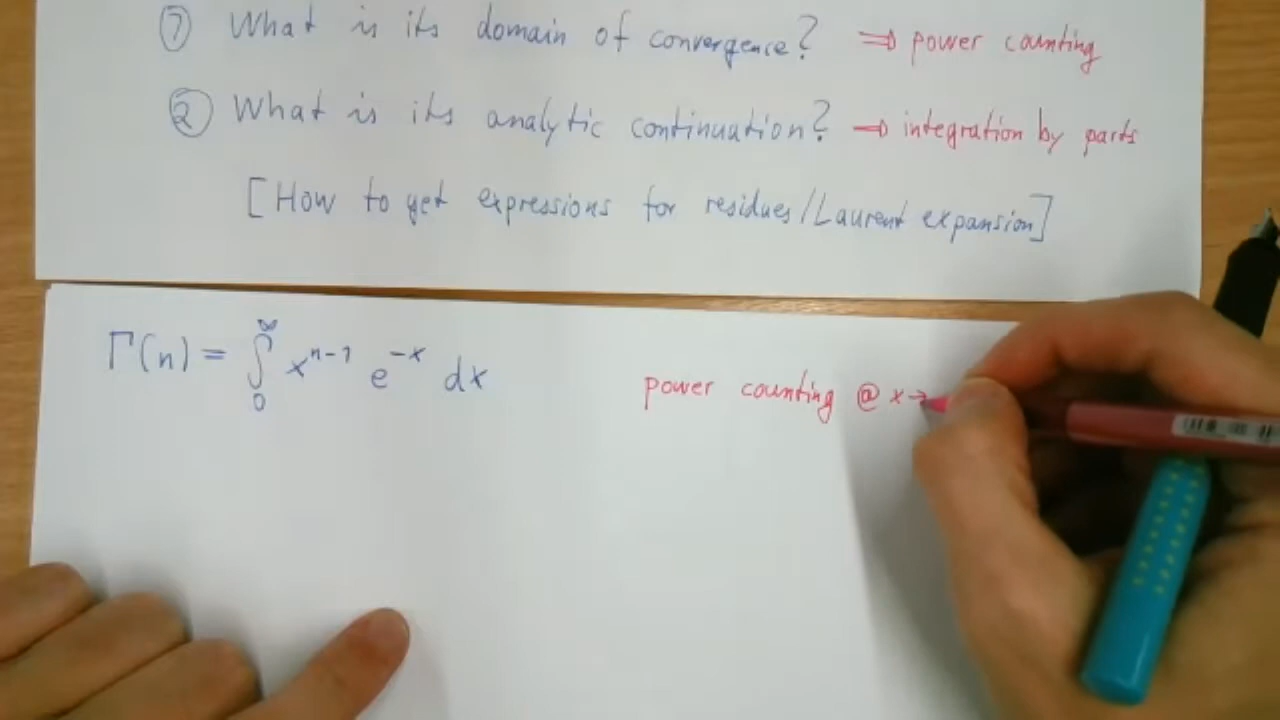 ① What is its domain of convergence? ⇒ power counting
② What is its analytic continuation? → integration by parts
[How to get expressions for residues/Laurent expansion]
Γ(n) = ∫₀^∞ x^{n-1} e^{-x} dx
power counting @ x→